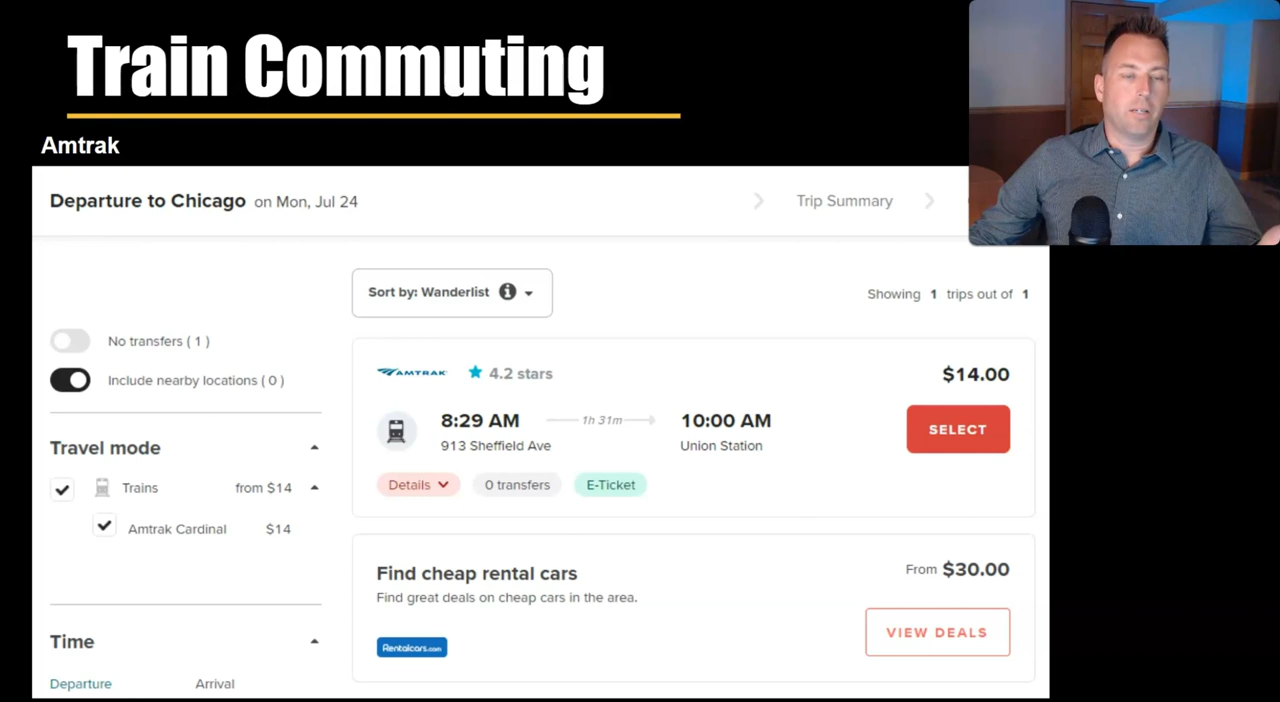 Train Commuting
Amtrak
Departure to Chicago on Mon, Jul 24
Trip Summary
Sort by: Wanderlist
Showing 1 trips out of 1
No transfers ( 1 )
Include nearby locations ( 0 )
Travel mode
Trains from $14
Amtrak Cardinal $14
Time
Departure Arrival
AMTRAK 4.2 stars $14.00
8:29 AM 1h 31m 10:00 AM
913 Sheffield Ave Union Station
SELECT
Details 0 transfers E-Ticket
Find cheap rental cars From $30.00
Find great deals on cheap cars in the area.
Rentalcars.com
VIEW DEALS